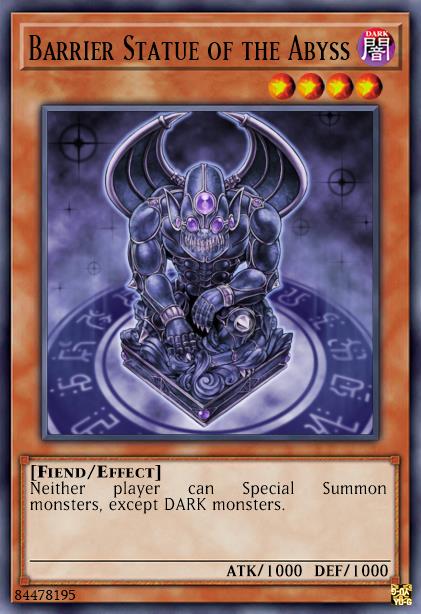 Barrier Statue of the Abyss
DARK
闇
[Fiend/Effect]
Neither player can Special Summon
monsters, except DARK monsters.
ATK/1000 DEF/1000
84478195